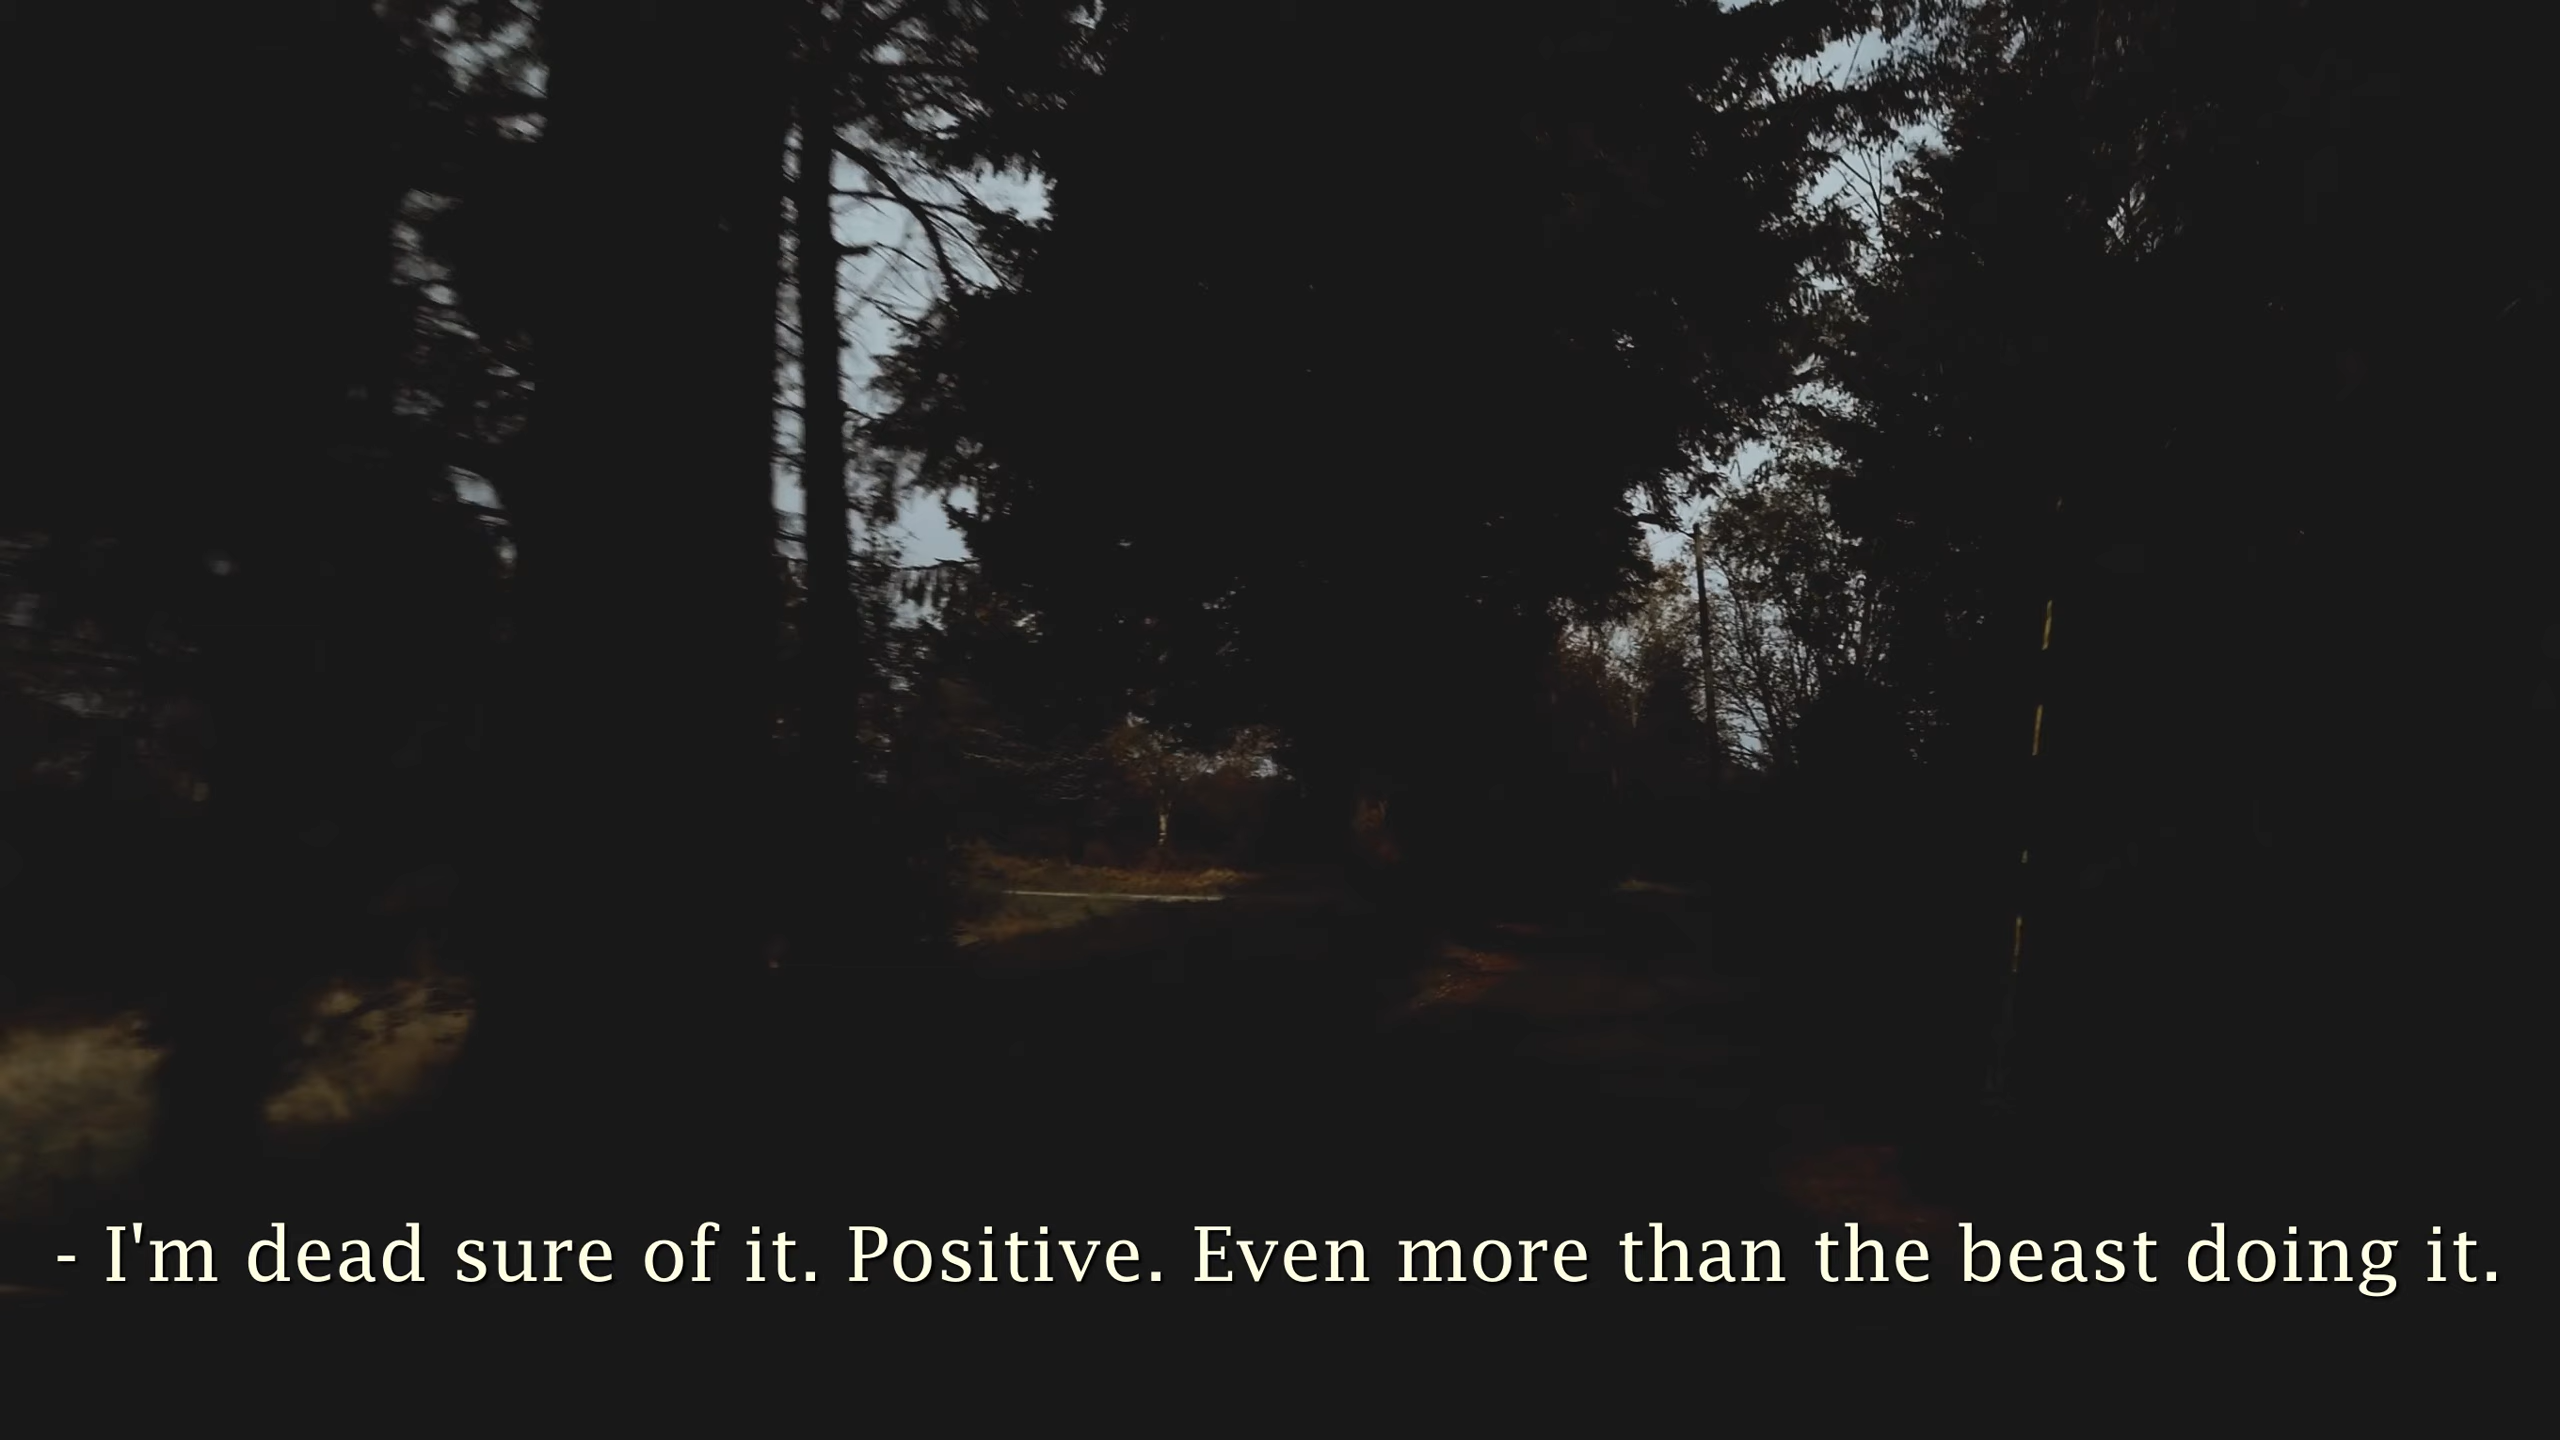 - I'm dead sure of it. Positive. Even more than the beast doing it.